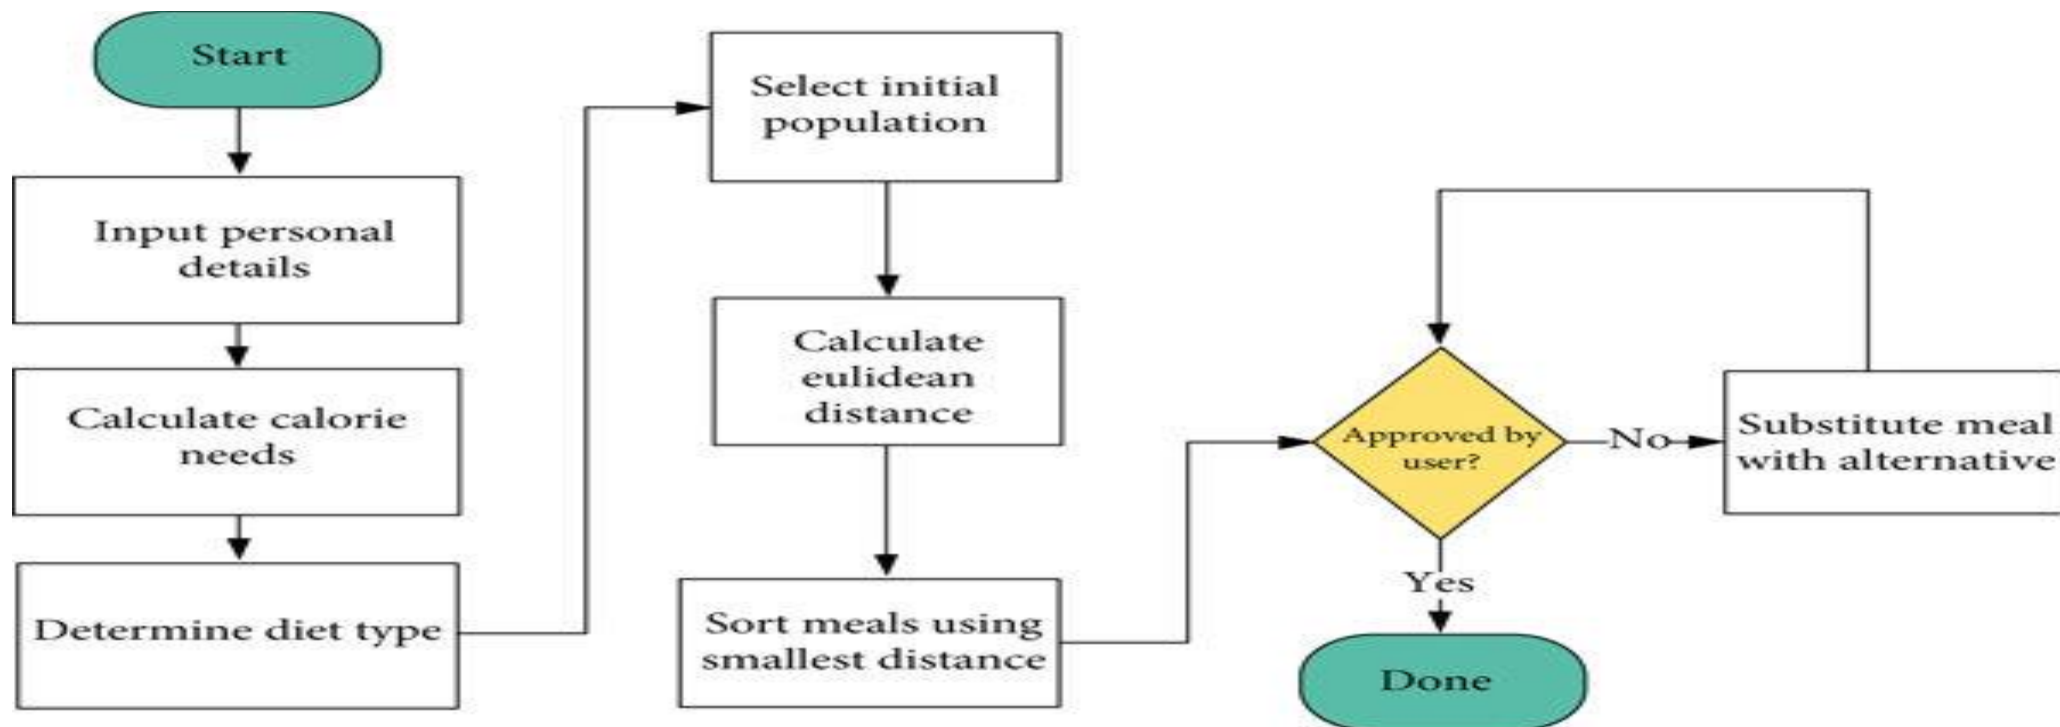 Start
Input personal
details
Calculate calorie
needs
Determine diet type
Select initial
population
Calculate
eulidean
distance
Sort meals using
smallest distance
Approved by
user?
No
Substitute meal
with alternative
Yes
Done